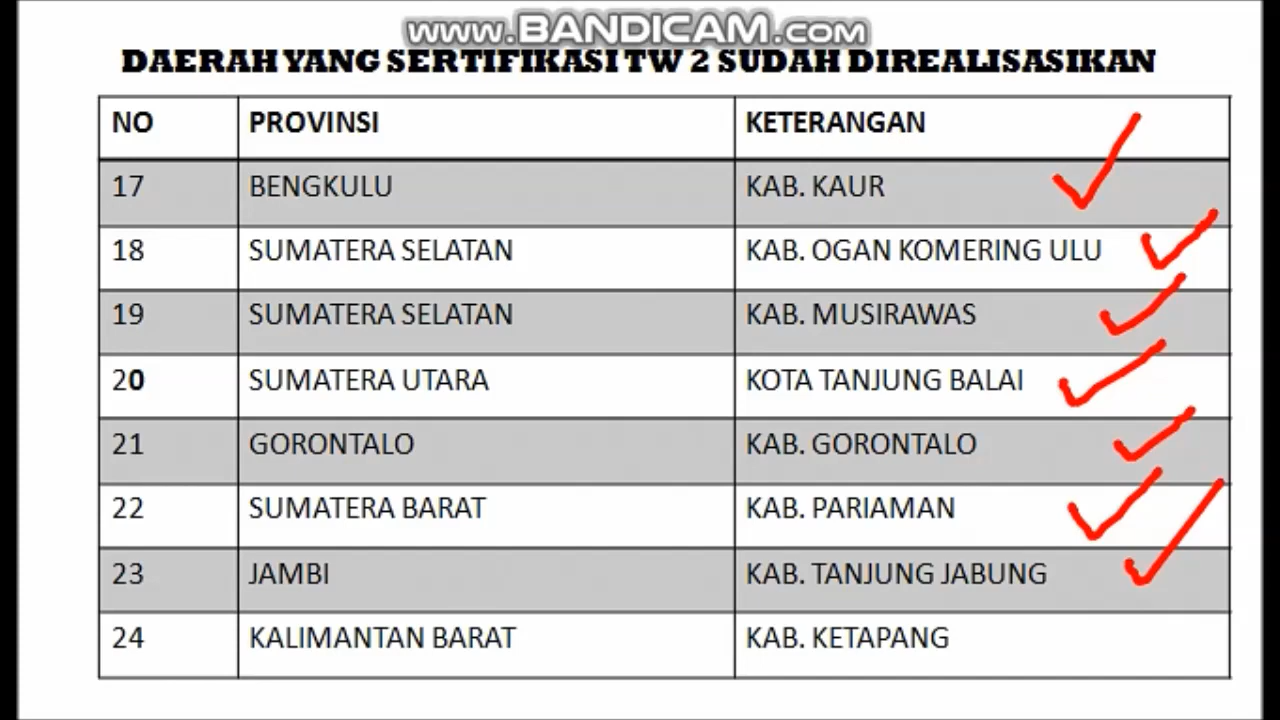 www.BANDICAM.com
DAERAH YANG SERTIFIKASI TW 2 SUDAH DIREALISASIKAN
NO PROVINSI KETERANGAN
17 BENGKULU KAB. KAUR
18 SUMATERA SELATAN KAB. OGAN KOMERING ULU
19 SUMATERA SELATAN KAB. MUSIRAWAS
20 SUMATERA UTARA KOTA TANJUNG BALAI
21 GORONTALO KAB. GORONTALO
22 SUMATERA BARAT KAB. PARIAMAN
23 JAMBI KAB. TANJUNG JABUNG
24 KALIMANTAN BARAT KAB. KETAPANG